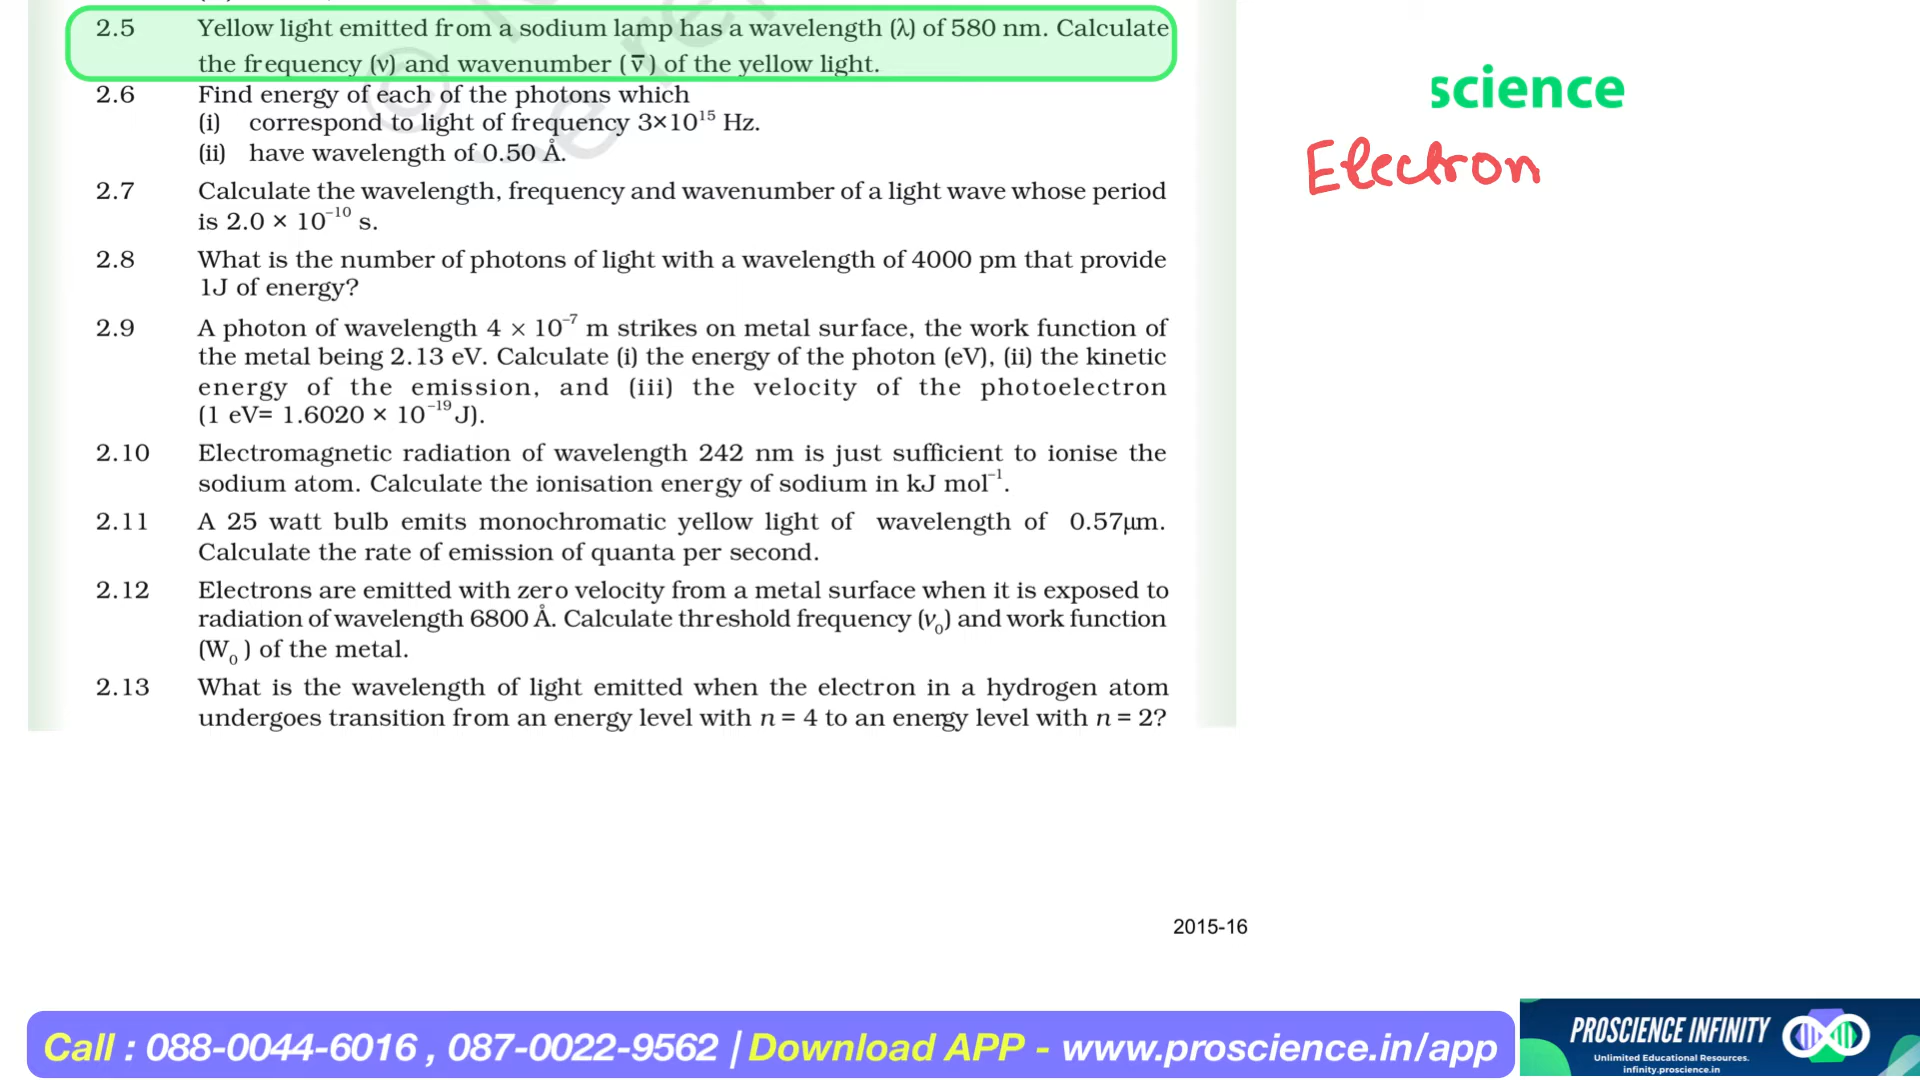 2.5 Yellow light emitted from a sodium lamp has a wavelength (λ) of 580 nm. Calculate
the frequency (ν) and wavenumber (ν̅) of the yellow light.
2.6 Find energy of each of the photons which
(i) correspond to light of frequency 3×10¹⁵ Hz.
(ii) have wavelength of 0.50 Å.
2.7 Calculate the wavelength, frequency and wavenumber of a light wave whose period
is 2.0 × 10⁻¹⁰ s.
2.8 What is the number of photons of light with a wavelength of 4000 pm that provide
1J of energy?
2.9 A photon of wavelength 4 × 10⁻⁷ m strikes on metal surface, the work function of
the metal being 2.13 eV. Calculate (i) the energy of the photon (eV), (ii) the kinetic
energy of the emission, and (iii) the velocity of the photoelectron
(1 eV= 1.6020 × 10⁻¹⁹ J).
2.10 Electromagnetic radiation of wavelength 242 nm is just sufficient to ionise the
sodium atom. Calculate the ionisation energy of sodium in kJ mol⁻¹.
2.11 A 25 watt bulb emits monochromatic yellow light of wavelength of 0.57μm.
Calculate the rate of emission of quanta per second.
2.12 Electrons are emitted with zero velocity from a metal surface when it is exposed to
radiation of wavelength 6800 Å. Calculate threshold frequency (ν₀) and work function
(W₀ ) of the metal.
2.13 What is the wavelength of light emitted when the electron in a hydrogen atom
undergoes transition from an energy level with n = 4 to an energy level with n = 2?
science
Electron
2015-16
Call : 088-0044-6016 , 087-0022-9562 | Download APP - www.proscience.in/app
PROSCIENCE INFINITY
Unlimited Educational Resources.
infinity.proscience.in